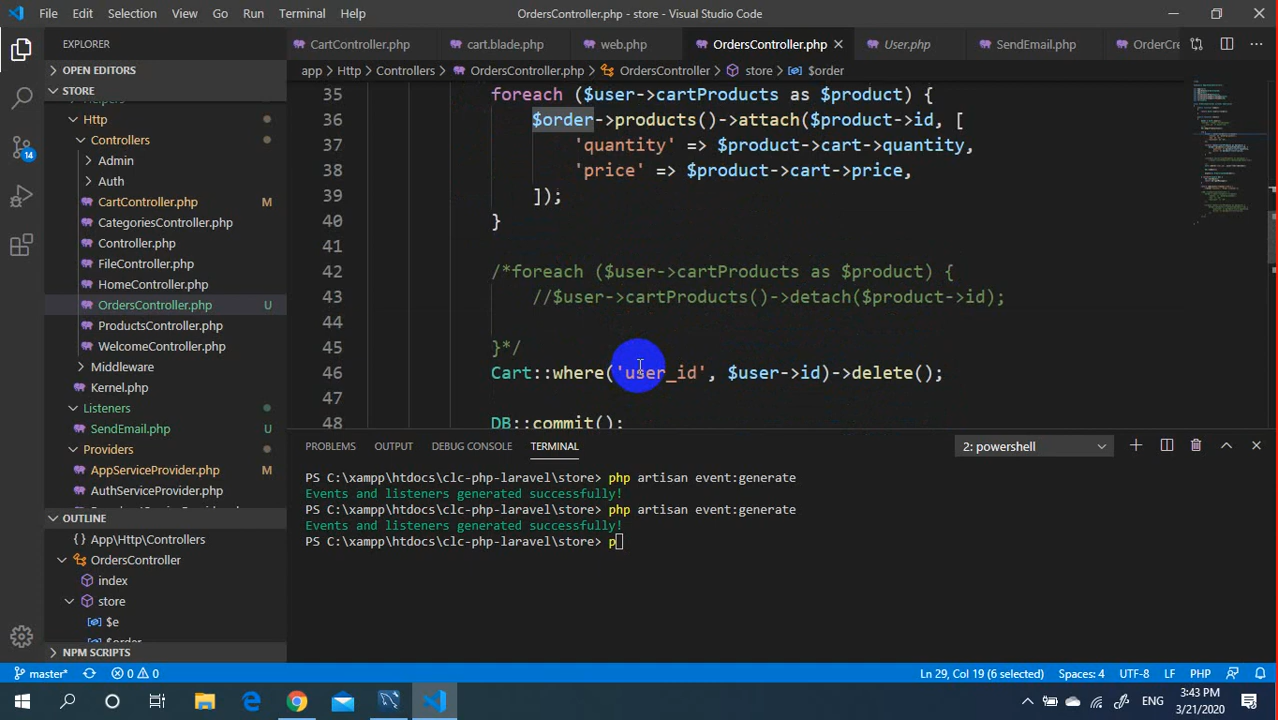 File Edit Selection View Go Run Terminal Help
OrdersController.php - store - Visual Studio Code
EXPLORER
CartController.php
cart.blade.php
web.php
OrdersController.php
User.php
SendEmail.php
OrderCre
OPEN EDITORS
STORE
app > Http > Controllers > OrdersController.php > OrdersController > store > $order
Helpers
Http
Controllers
Admin
Auth
CartController.php M
CategoriesController.php
Controller.php
FileController.php
HomeController.php
OrdersController.php U
ProductsController.php
WelcomeController.php
Middleware
Kernel.php
Listeners
SendEmail.php U
Providers
AppServiceProvider.php M
AuthServiceProvider.php
14
35 foreach ($user->cartProducts as $product) {
36 $order->products()->attach($product->id, [
37 'quantity' => $product->cart->quantity,
38 'price' => $product->cart->price,
39 ]);
40 }
41
42 /*foreach ($user->cartProducts as $product) {
43 //$user->cartProducts()->detach($product->id);
44
45 }*/
46 Cart::where('user_id', $user->id)->delete();
47
48 DB::commit();
OUTLINE
{} App\Http\Controllers
OrdersController
index
store
$e
$order
NPM SCRIPTS
PROBLEMS OUTPUT DEBUG CONSOLE TERMINAL
2: powershell
PS C:\xampp\htdocs\clc-php-laravel\store> php artisan event:generate
Events and listeners generated successfully!
PS C:\xampp\htdocs\clc-php-laravel\store> php artisan event:generate
Events and listeners generated successfully!
PS C:\xampp\htdocs\clc-php-laravel\store> p
master* 0 0
Ln 29, Col 19 (6 selected) Spaces: 4 UTF-8 LF PHP
ENG
3:43 PM
3/21/2020